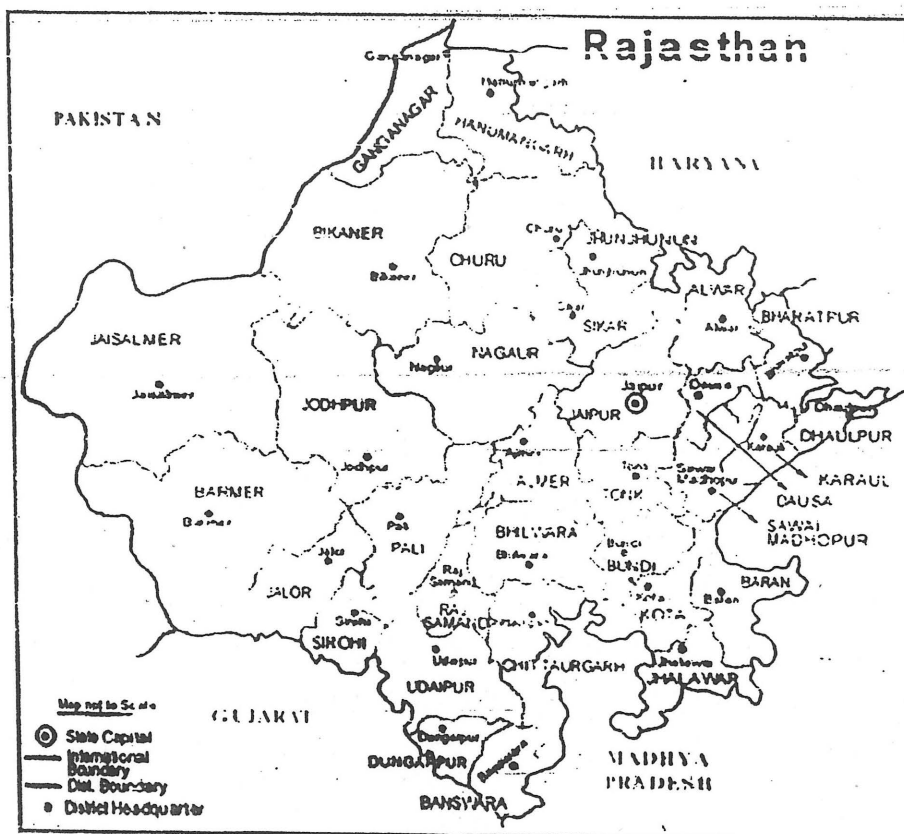 Rajasthan
Ganganagar
PAKISTAN
GANGANAGAR
HANUMANGARH
HARYANA
BIKANER
Bikaner
CHURU
Churu
JHUNJHUNUN
Jhunjhunun
ALWAR
Alwar
BHARATPUR
Bharatpur
Sikar
SIKAR
JAISALMER
Jaisalmer
NAGAUR
Nagaur
JODHPUR
Jodhpur
Jaipur
JAIPUR
Dausa
Dhaulpur
DHAULPUR
Karauli
KARAUL
DAUSA
SAWAI
MADHOPUR
Sawai
Madhopur
Ajmer
AJMER
Tonk
TONK
BARMER
Barmer
Pali
PALI
BHILWARA
Bhilwara
Bundi
BUNDI
Jalor
JALOR
Raj
Samand
RAJ
SAMAND
Kota
KOTA
BARAN
Baran
Sirohi
SIROHI
Udaipur
UDAIPUR
CHITTAURGARH
Jhalawar
JHALAWAR
GUJARAT
Dungarpur
DUNGARPUR
Banswara
BANSWARA
MADHYA
PRADESH
Map not to Scale
State Capital
International
Boundary
Dist. Boundary
District Headquarter